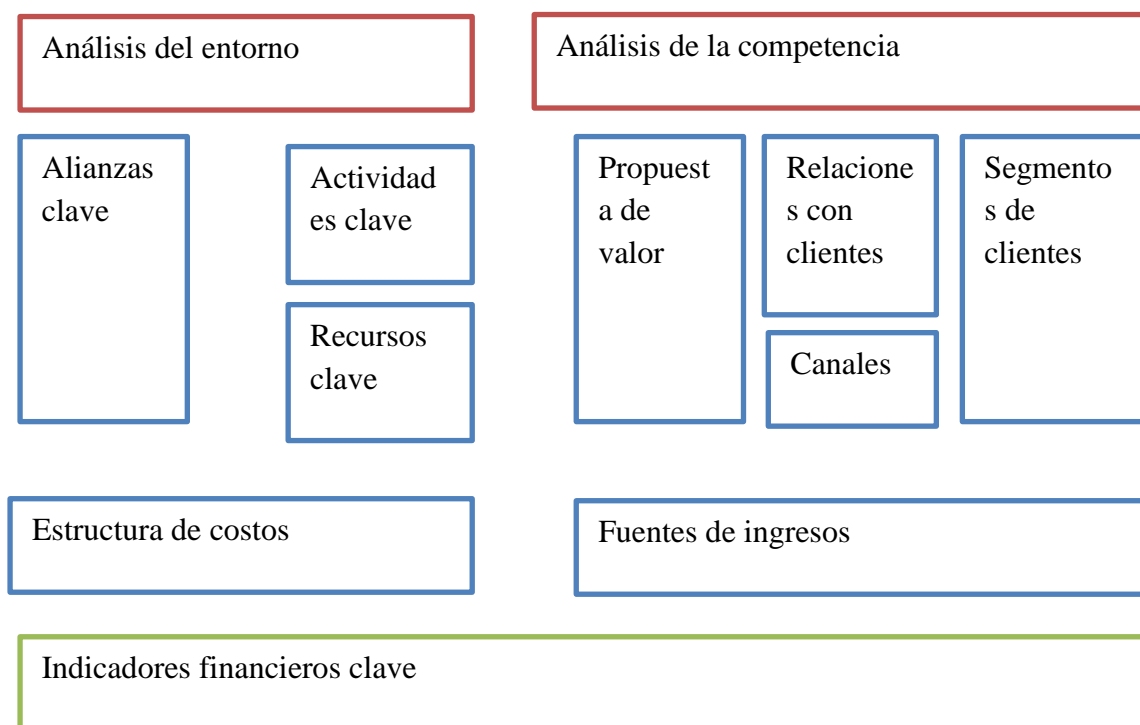 Análisis del entorno
Análisis de la competencia
Alianzas
clave
Actividad
es clave
Recursos
clave
Propuest
a de
valor
Relacione
s con
clientes
Canales
Segmento
s de
clientes
Estructura de costos
Fuentes de ingresos
Indicadores financieros clave